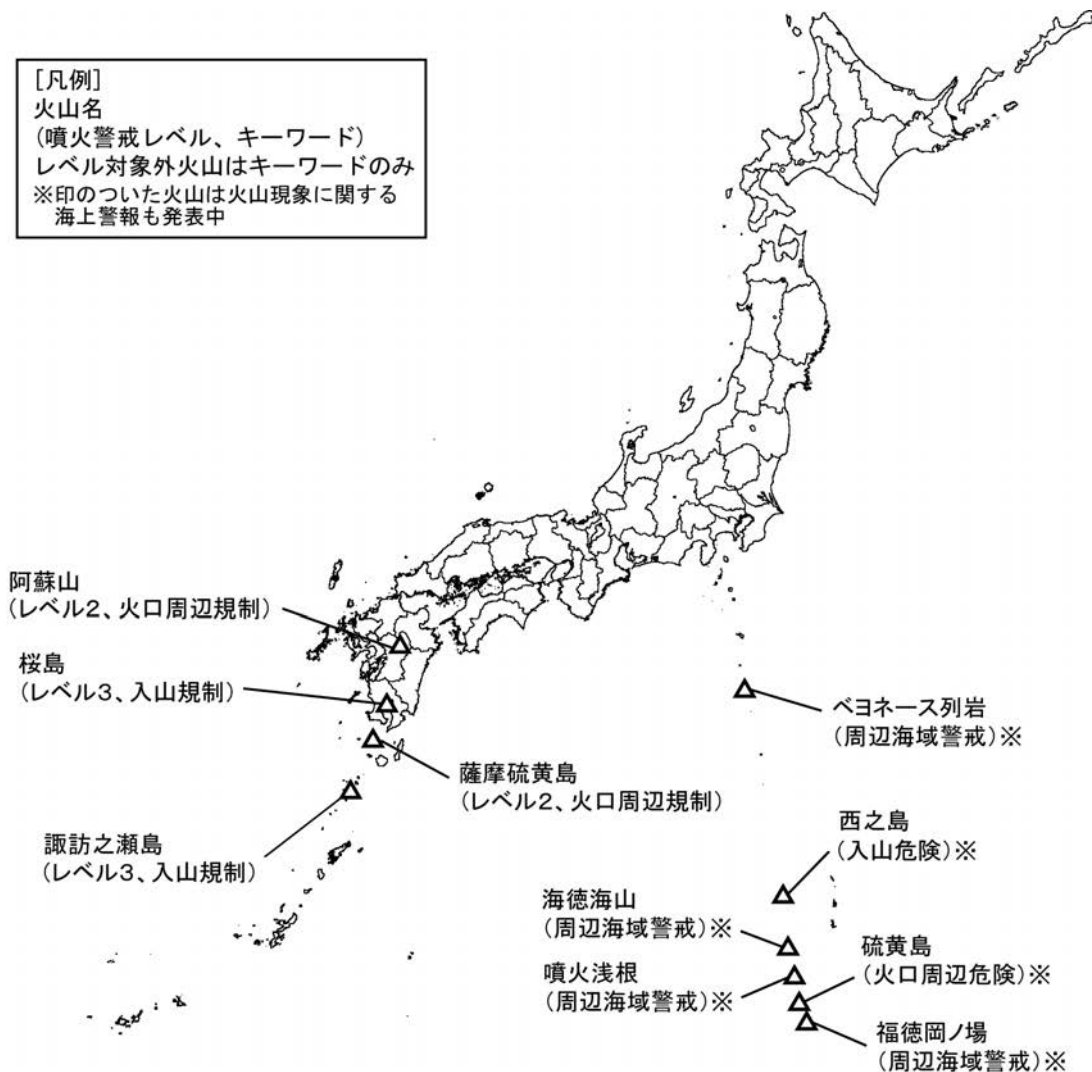 [凡例]
火山名
(噴火警戒レベル、キーワード)
レベル対象外火山はキーワードのみ
※印のついた火山は火山現象に関する
海上警報も発表中
阿蘇山
(レベル2、火口周辺規制)
桜島
(レベル3、入山規制)
薩摩硫黄島
(レベル2、火口周辺規制)
諏訪之瀬島
(レベル3、入山規制)
ベヨネース列岩
(周辺海域警戒)※
西之島
(入山危険)※
海徳海山
(周辺海域警戒)※
噴火浅根
(周辺海域警戒)※
硫黄島
(火口周辺危険)※
福徳岡ノ場
(周辺海域警戒)※